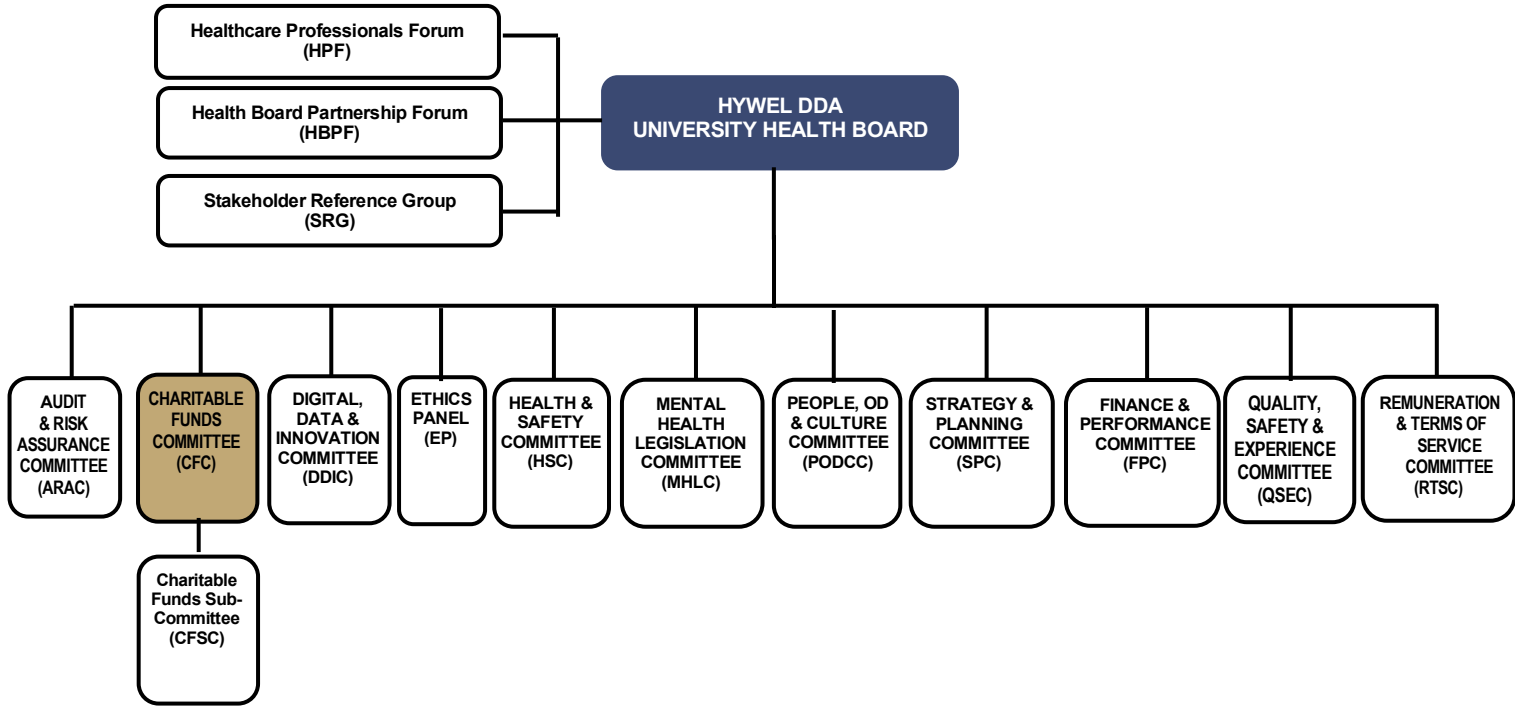 Healthcare Professionals Forum
(HPF)
Health Board Partnership Forum
(HBPF)
Stakeholder Reference Group
(SRG)
HYWEL DDA
UNIVERSITY HEALTH BOARD
AUDIT
& RISK
ASSURANCE
COMMITTEE
(ARAC)
CHARITABLE
FUNDS
COMMITTEE
(CFC)
DIGITAL,
DATA &
INNOVATION
COMMITTEE
(DDIC)
ETHICS
PANEL
(EP)
HEALTH &
SAFETY
COMMITTEE
(HSC)
MENTAL
HEALTH
LEGISLATION
COMMITTEE
(MHLC)
PEOPLE, OD
& CULTURE
COMMITTEE
(PODCC)
STRATEGY &
PLANNING
COMMITTEE
(SPC)
FINANCE &
PERFORMANCE
COMMITTEE
(FPC)
QUALITY,
SAFETY &
EXPERIENCE
COMMITTEE
(QSEC)
REMUNERATION
& TERMS OF
SERVICE
COMMITTEE
(RTSC)
Charitable
Funds Sub-
Committee
(CFSC)